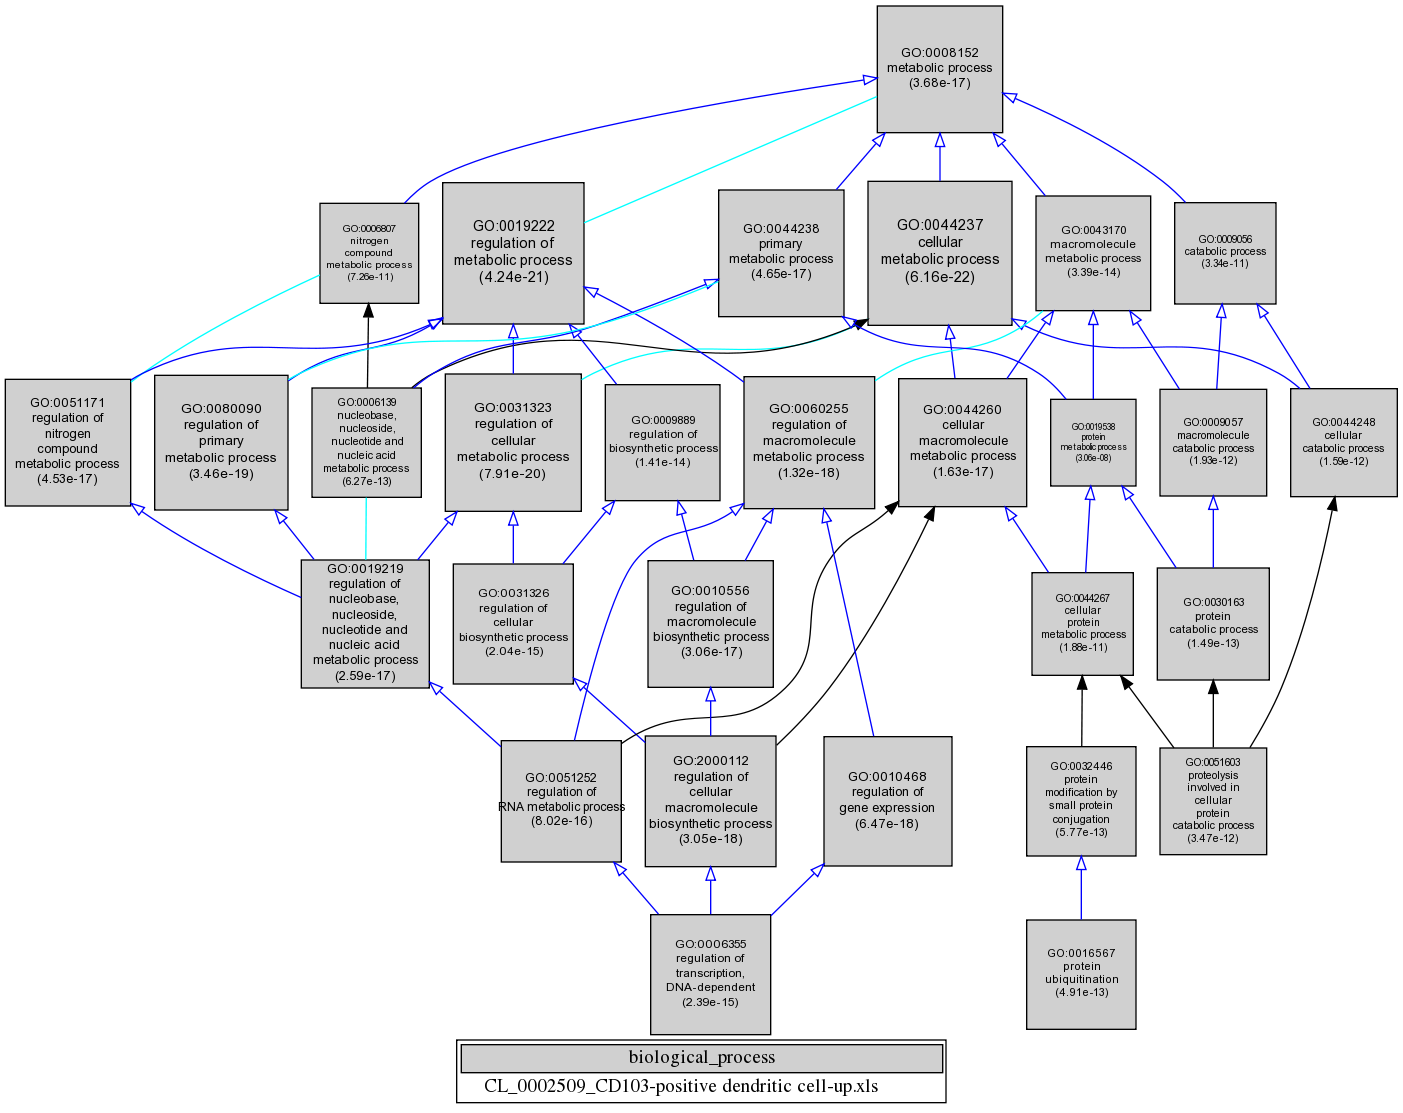 GO:0008152
metabolic process
(3.68e-17)
GO:0006807
nitrogen
compound
metabolic process
(7.26e-11)
GO:0019222
regulation of
metabolic process
(4.24e-21)
GO:0044238
primary
metabolic process
(4.65e-17)
GO:0044237
cellular
metabolic process
(6.16e-22)
GO:0043170
macromolecule
metabolic process
(3.39e-14)
GO:0009056
catabolic process
(3.34e-11)
GO:0051171
regulation of
nitrogen
compound
metabolic process
(4.53e-17)
GO:0080090
regulation of
primary
metabolic process
(3.46e-19)
GO:0006139
nucleobase,
nucleoside,
nucleotide and
nucleic acid
metabolic process
(6.27e-13)
GO:0031323
regulation of
cellular
metabolic process
(7.91e-20)
GO:0009889
regulation of
biosynthetic process
(1.41e-14)
GO:0060255
regulation of
macromolecule
metabolic process
(1.32e-18)
GO:0044260
cellular
macromolecule
metabolic process
(1.63e-17)
GO:0019538
protein
metabolic process
(3.06e-08)
GO:0009057
macromolecule
catabolic process
(1.93e-12)
GO:0044248
cellular
catabolic process
(1.59e-12)
GO:0019219
regulation of
nucleobase,
nucleoside,
nucleotide and
nucleic acid
metabolic process
(2.59e-17)
GO:0031326
regulation of
cellular
biosynthetic process
(2.04e-15)
GO:0010556
regulation of
macromolecule
biosynthetic process
(3.06e-17)
GO:0044267
cellular
protein
metabolic process
(1.88e-11)
GO:0030163
protein
catabolic process
(1.49e-13)
GO:0051252
regulation of
RNA metabolic process
(8.02e-16)
GO:2000112
regulation of
cellular
macromolecule
biosynthetic process
(3.05e-18)
GO:0010468
regulation of
gene expression
(6.47e-18)
GO:0032446
protein
modification by
small protein
conjugation
(5.77e-13)
GO:0051603
proteolysis
involved in
cellular
protein
catabolic process
(3.47e-12)
GO:0006355
regulation of
transcription,
DNA-dependent
(2.39e-15)
GO:0016567
protein
ubiquitination
(4.91e-13)
biological_process
CL_0002509_CD103-positive dendritic cell-up.xls